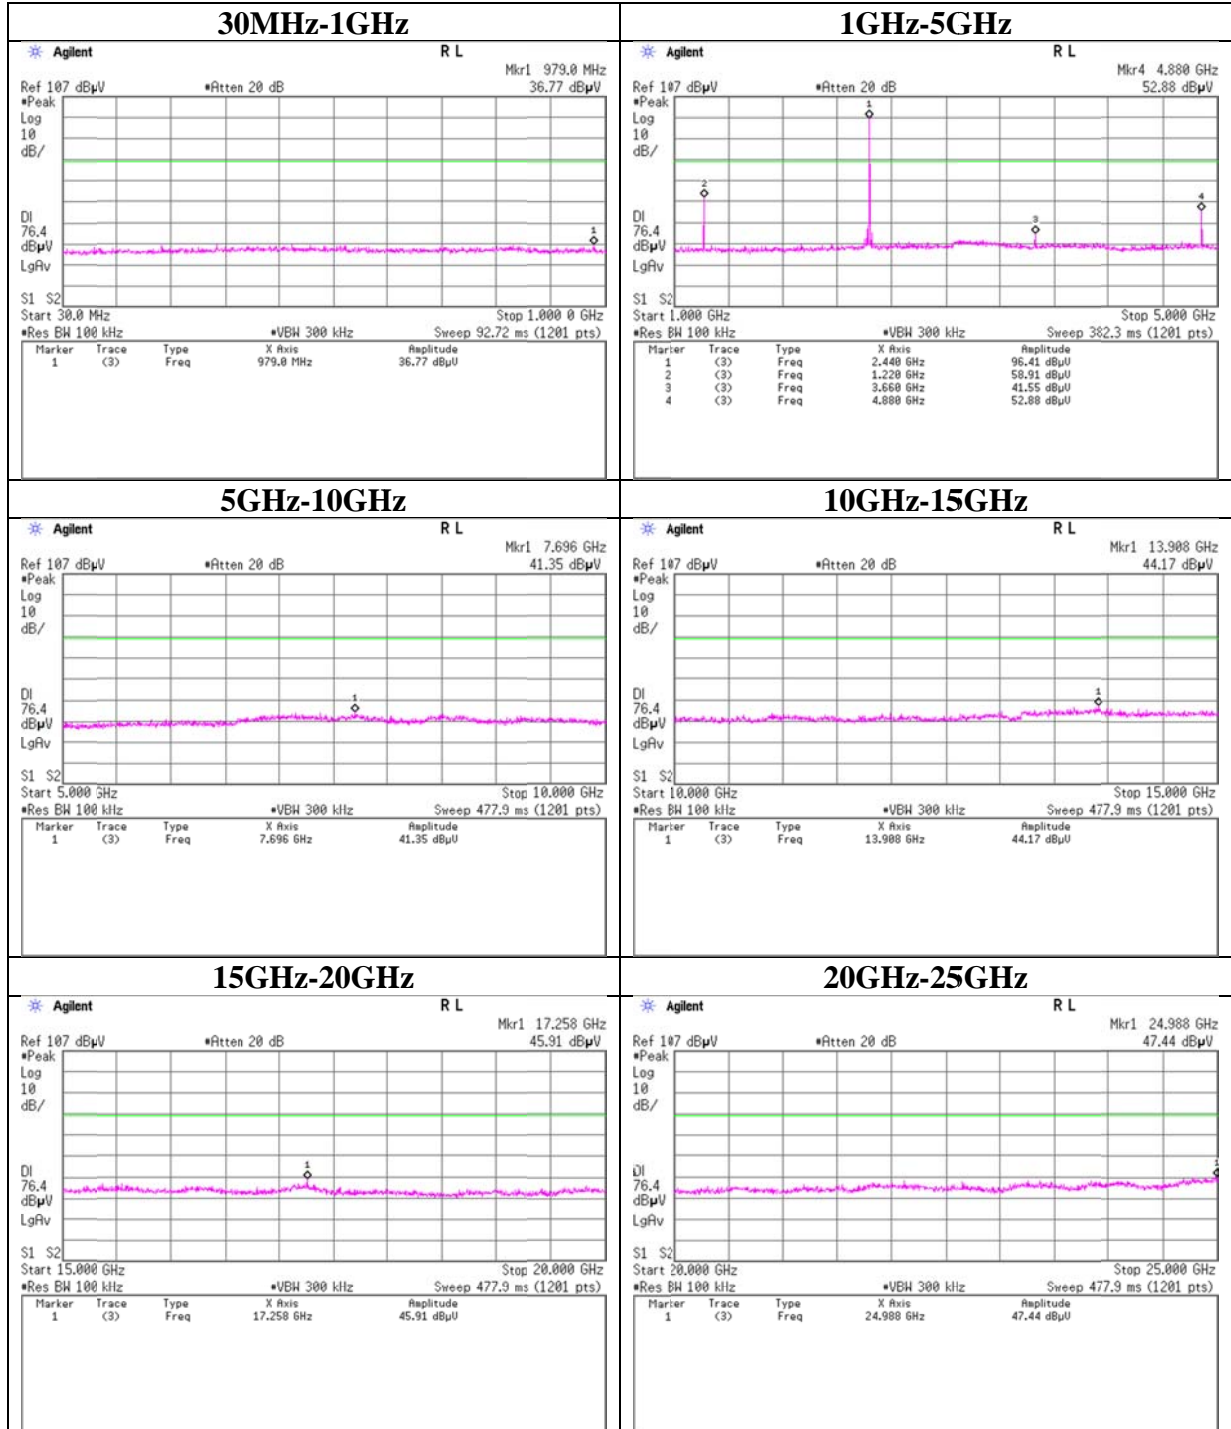 30MHz-1GHz
Agilent R L
Mkr1 979.0 MHz
Ref 107 dBµV #Atten 20 dB 36.77 dBµV
#Peak
Log
10
dB/
1
DI
76.4
dBµV
LgAv
S1 S2
Start 30.0 MHz Stop 1.000 0 GHz
#Res BW 100 kHz #VBW 300 kHz Sweep 92.72 ms (1201 pts)
Marker Trace Type X Axis Amplitude
1 (3) Freq 979.0 MHz 36.77 dBµV
1GHz-5GHz
Agilent R L
Mkr4 4.880 GHz
Ref 107 dBµV #Atten 20 dB 52.88 dBµV
#Peak
Log
10
dB/
1
2
3
4
DI
76.4
dBµV
LgAv
S1 S2
Start 1.000 GHz Stop 5.000 GHz
#Res BW 100 kHz #VBW 300 kHz Sweep 382.3 ms (1201 pts)
Marker Trace Type X Axis Amplitude
1 (3) Freq 2.440 GHz 96.41 dBµV
2 (3) Freq 1.220 GHz 58.91 dBµV
3 (3) Freq 3.660 GHz 41.55 dBµV
4 (3) Freq 4.880 GHz 52.88 dBµV
5GHz-10GHz
Agilent R L
Mkr1 7.696 GHz
Ref 107 dBµV #Atten 20 dB 41.35 dBµV
#Peak
Log
10
dB/
1
DI
76.4
dBµV
LgAv
S1 S2
Start 5.000 GHz Stop 10.000 GHz
#Res BW 100 kHz #VBW 300 kHz Sweep 477.9 ms (1201 pts)
Marker Trace Type X Axis Amplitude
1 (3) Freq 7.696 GHz 41.35 dBµV
10GHz-15GHz
Agilent R L
Mkr1 13.908 GHz
Ref 107 dBµV #Atten 20 dB 44.17 dBµV
#Peak
Log
10
dB/
1
DI
76.4
dBµV
LgAv
S1 S2
Start 10.000 GHz Stop 15.000 GHz
#Res BW 100 kHz #VBW 300 kHz Sweep 477.9 ms (1201 pts)
Marker Trace Type X Axis Amplitude
1 (3) Freq 13.908 GHz 44.17 dBµV
15GHz-20GHz
Agilent R L
Mkr1 17.258 GHz
Ref 107 dBµV #Atten 20 dB 45.91 dBµV
#Peak
Log
10
dB/
1
DI
76.4
dBµV
LgAv
S1 S2
Start 15.000 GHz Stop 20.000 GHz
#Res BW 100 kHz #VBW 300 kHz Sweep 477.9 ms (1201 pts)
Marker Trace Type X Axis Amplitude
1 (3) Freq 17.258 GHz 45.91 dBµV
20GHz-25GHz
Agilent R L
Mkr1 24.988 GHz
Ref 107 dBµV #Atten 20 dB 47.44 dBµV
#Peak
Log
10
dB/
1
DI
76.4
dBµV
LgAv
S1 S2
Start 20.000 GHz Stop 25.000 GHz
#Res BW 100 kHz #VBW 300 kHz Sweep 477.9 ms (1201 pts)
Marker Trace Type X Axis Amplitude
1 (3) Freq 24.988 GHz 47.44 dBµV